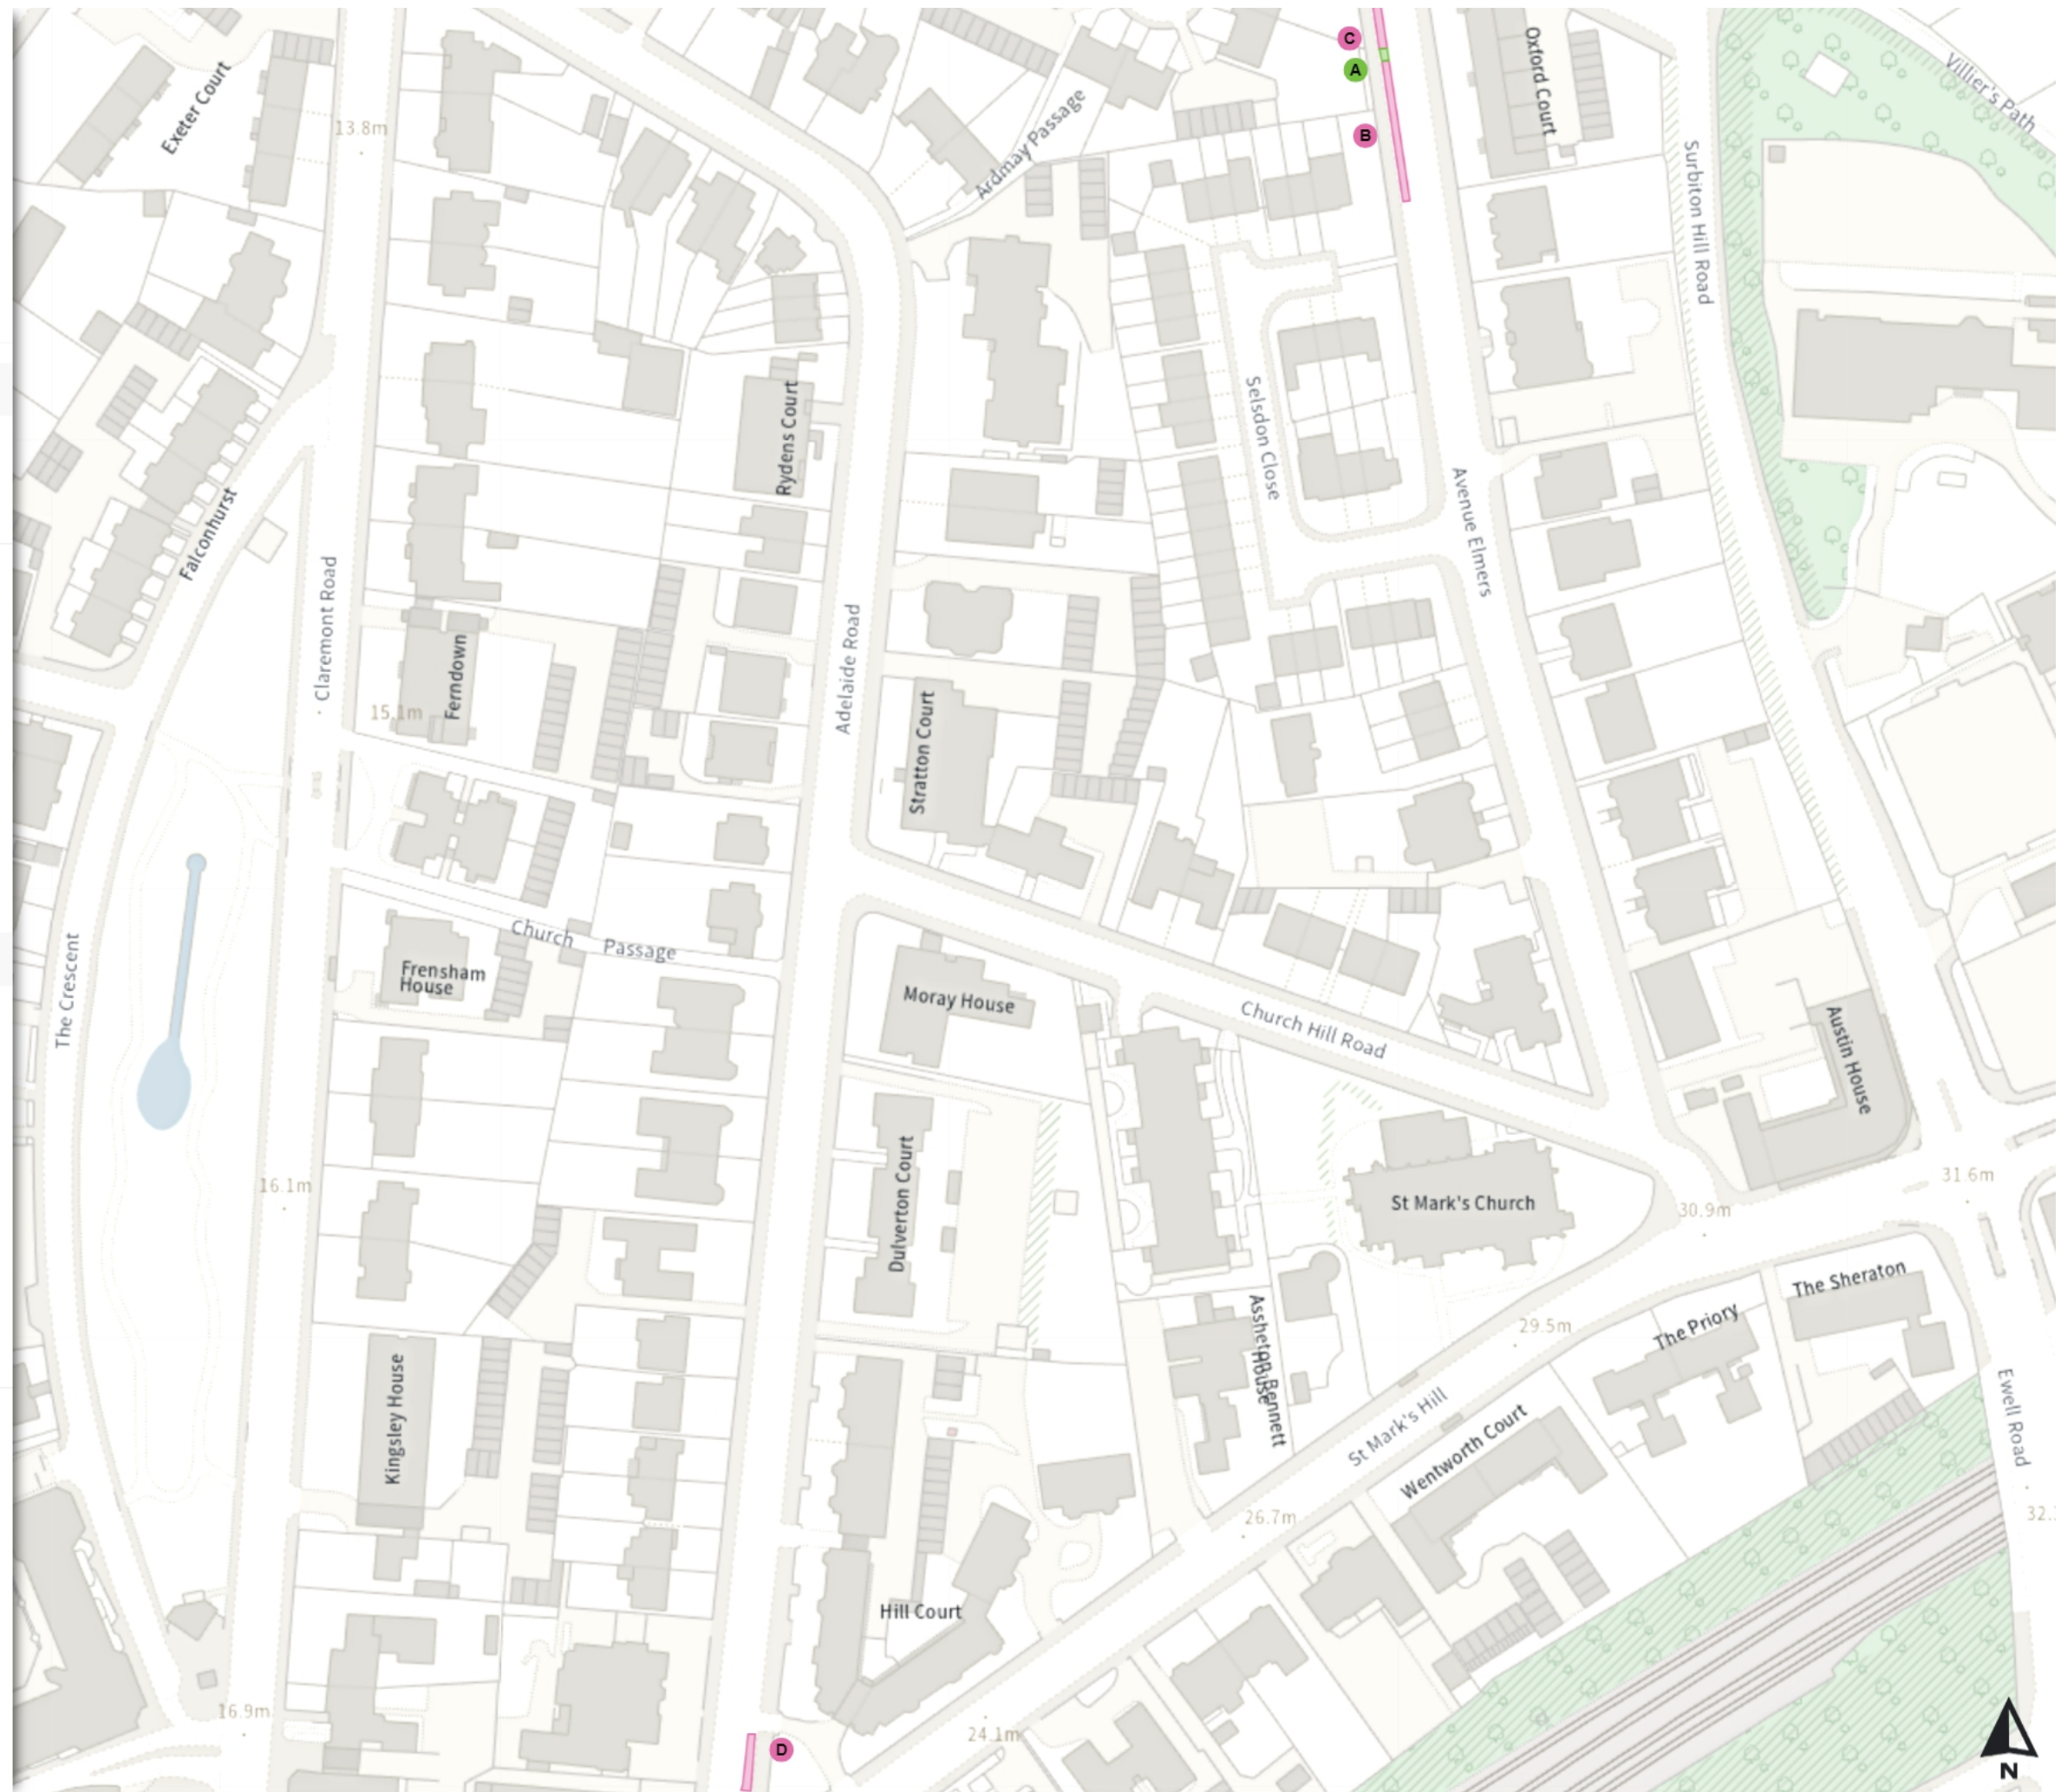 C
A
B
Oxford Court
Villier's Path
Exeter Court
13.8m
Ardmay Passage
Surbiton Hill Road
Rydens Court
Selsdon Close
Avenue Elmers
Falconhurst
Claremont Road
Adelaide Road
Ferndown
15.1m
Stratton Court
The Crescent
Church Passage
Frensham
House
Moray House
Church Hill Road
Austin House
Dulverton Court
16.1m
St Mark's Church
31.6m
30.9m
The Sheraton
The Priory
29.5m
Assheton Bennett
House
Kingsley House
St Mark's Hill
Wentworth Court
Ewell Road
26.7m
32.
Hill Court
16.9m
24.1m
D
N